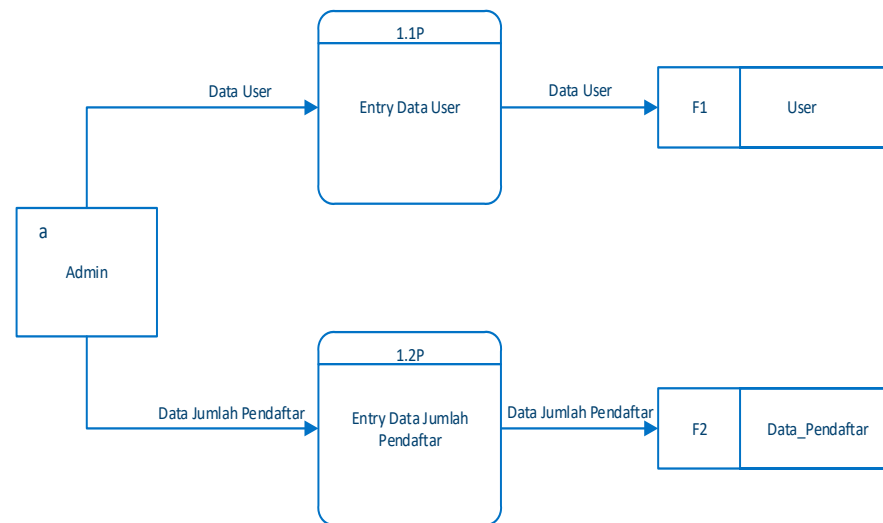 1.1P
Data User
Entry Data User
Data User
F1
User
a
Admin
1.2P
Data Jumlah Pendaftar
Entry Data Jumlah
Pendaftar
Data Jumlah Pendaftar
F2
Data_Pendaftar